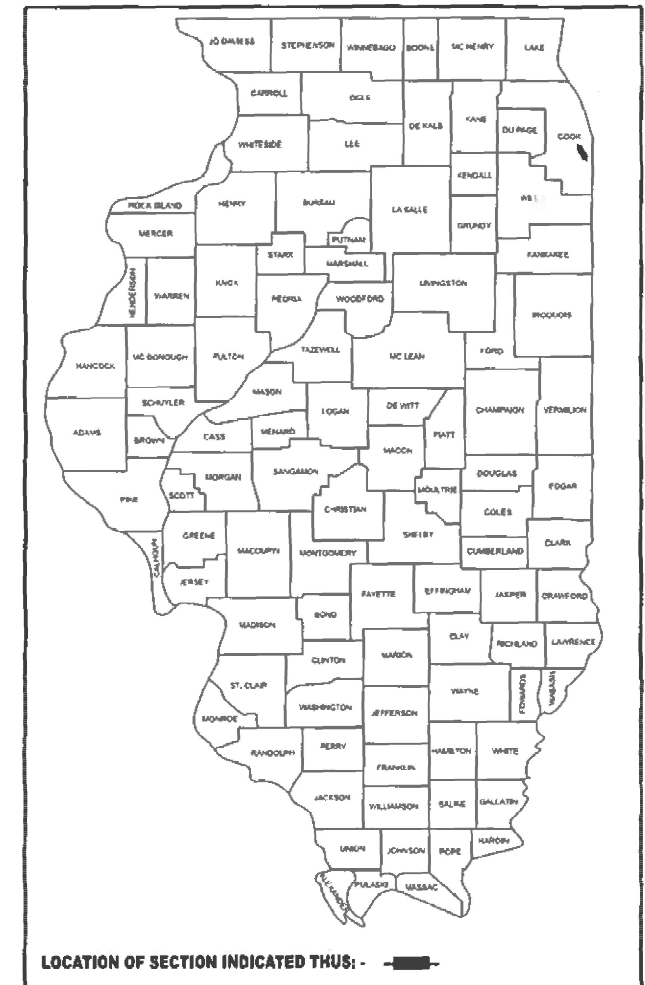 JO DAVIESS STEPHENSON WINNEBAGO BOONE MC HENRY LAKE
CARROLL OGLE DE KALB KANE DU PAGE COOK
WHITESIDE LEE KENDALL WILL
ROCK ISLAND HENRY BUREAU LA SALLE GRUNDY
MERCER PUTNAM KANKAKEE
STARK MARSHALL
HENDERSON WARREN KNOX PEORIA WOODFORD LIVINGSTON IROQUOIS
HANCOCK MC DONOUGH FULTON TAZEWELL MC LEAN FORD
SCHUYLER MASON LOGAN DE WITT CHAMPAIGN VERMILION
ADAMS BROWN CASS MENARD PIATT
MACON
PIKE SCOTT MORGAN SANGAMON MOULTRIE DOUGLAS EDGAR
CHRISTIAN COLES
CALHOUN GREENE MACOUPIN MONTGOMERY SHELBY CUMBERLAND CLARK
JERSEY FAYETTE EFFINGHAM JASPER CRAWFORD
MADISON BOND
CLINTON MARION CLAY RICHLAND LAWRENCE
ST. CLAIR WAYNE EDWARDS WABASH
MONROE WASHINGTON JEFFERSON
RANDOLPH PERRY HAMILTON WHITE
FRANKLIN
JACKSON WILLIAMSON SALINE GALLATIN
UNION JOHNSON POPE HARDIN
ALEXANDER PULASKI MASSAC
LOCATION OF SECTION INDICATED THUS: -